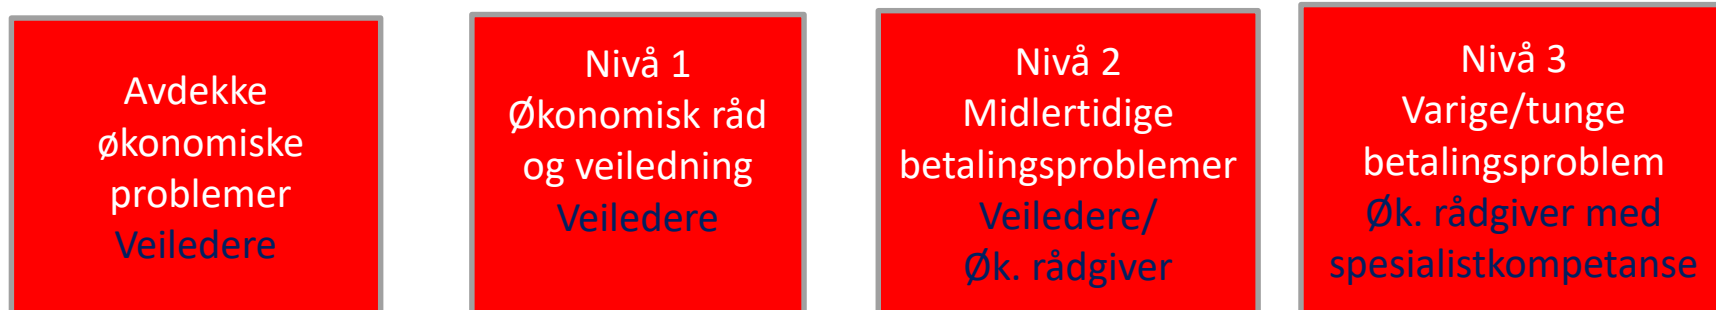 Avdekke
økonomiske
problemer
Veiledere
Nivå 1
Økonomisk råd
og veiledning
Veiledere
Nivå 2
Midlertidige
betalingsproblemer
Veiledere/
Øk. rådgiver
Nivå 3
Varige/tunge
betalingsproblem
Øk. rådgiver med
spesialistkompetanse